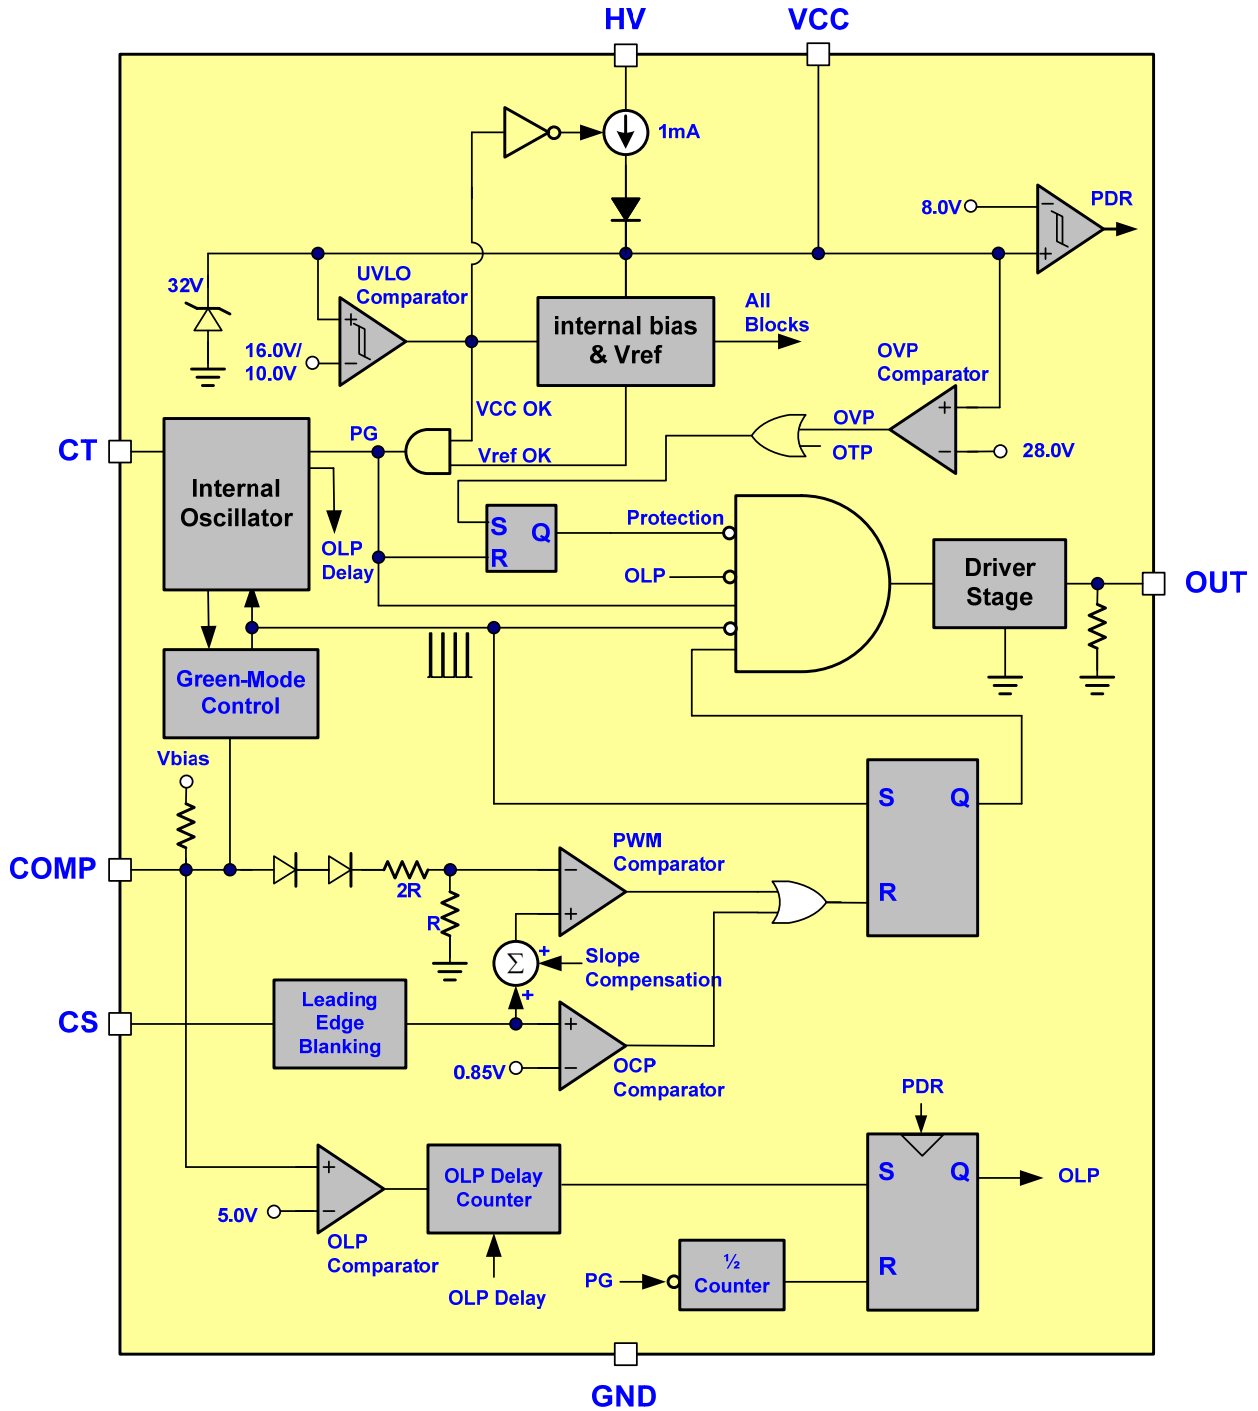 HV
VCC
1mA
8.0V
PDR
32V
UVLO
Comparator
16.0V/
10.0V
internal bias
& Vref
All
Blocks
OVP
Comparator
28.0V
VCC OK
Vref OK
PG
OVP
OTP
CT
Internal
Oscillator
OLP
Delay
S
Q
R
Protection
OLP
Driver
Stage
OUT
Green-Mode
Control
Vbias
COMP
2R
R
PWM
Comparator
S
Q
R
Σ
+
+
Slope
Compensation
CS
Leading
Edge
Blanking
0.85V
OCP
Comparator
PDR
5.0V
OLP
Comparator
OLP Delay
Counter
OLP Delay
S
Q
R
OLP
PG
½
Counter
GND